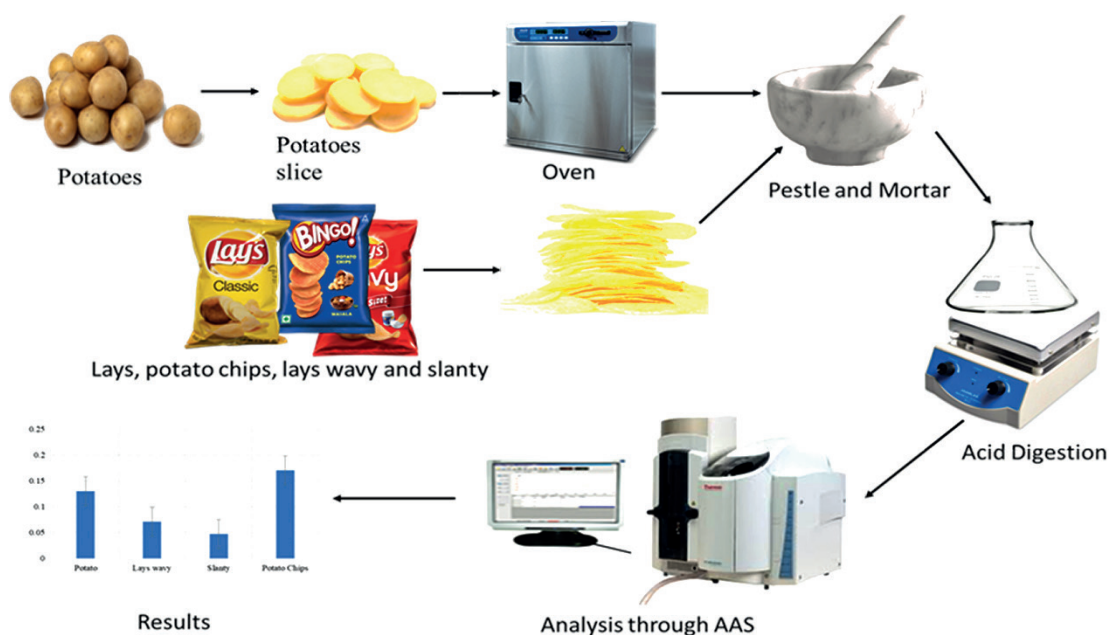 Potatoes
Potatoes
slice
Oven
Pestle and Mortar
Lay's
Classic
BINGO!
POTATO
CHIPS
MASALA
Lay's
vy
Lays, potato chips, lays wavy and slanty
Acid Digestion
0.25
0.2
0.15
0.1
0.05
0
Potato
Lays wavy
Slanty
Potato Chips
Results
Thermo
Analysis through AAS